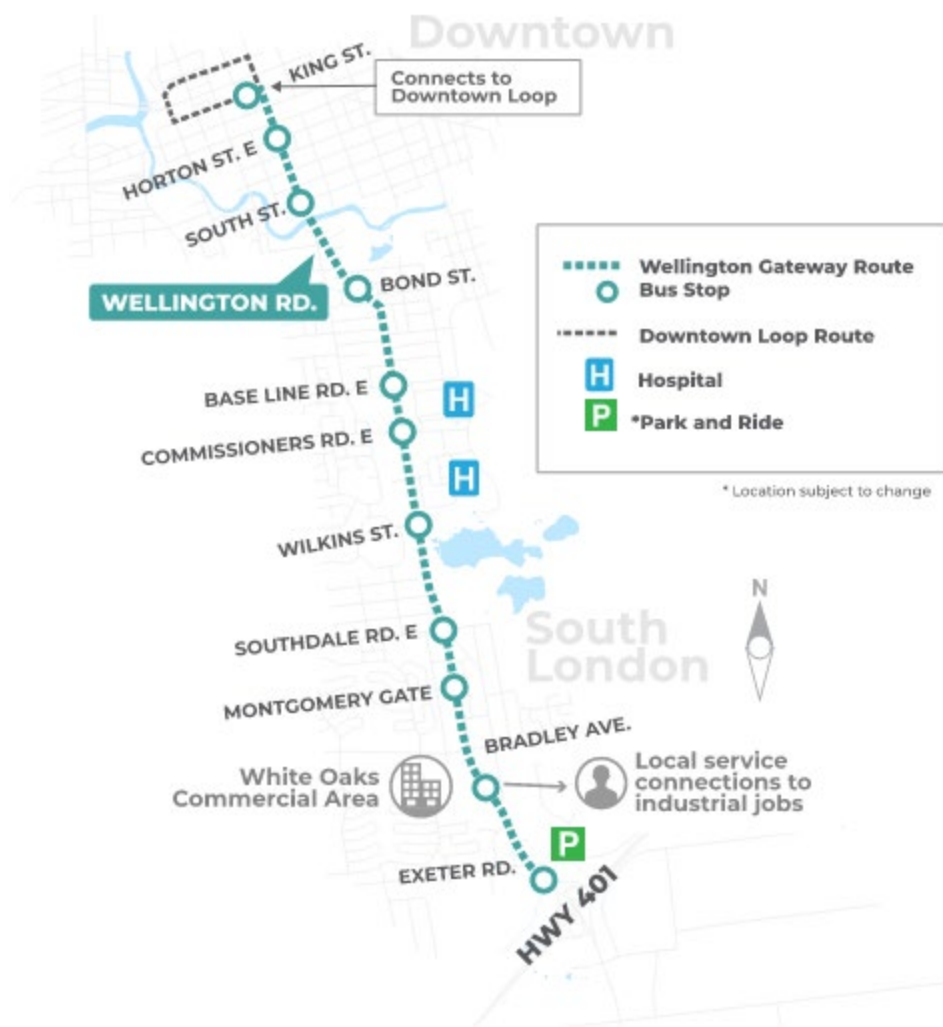 Downtown
KING ST.
Connects to
Downtown Loop
HORTON ST. E
SOUTH ST.
WELLINGTON RD.
BOND ST.
Wellington Gateway Route
Bus Stop
Downtown Loop Route
H
Hospital
P
*Park and Ride
* Location subject to change
BASE LINE RD. E
H
COMMISSIONERS RD. E
H
WILKINS ST.
N
SOUTHDALE RD. E
South
London
MONTGOMERY GATE
BRADLEY AVE.
White Oaks
Commercial Area
Local service
connections to
industrial jobs
P
EXETER RD.
HWY 401